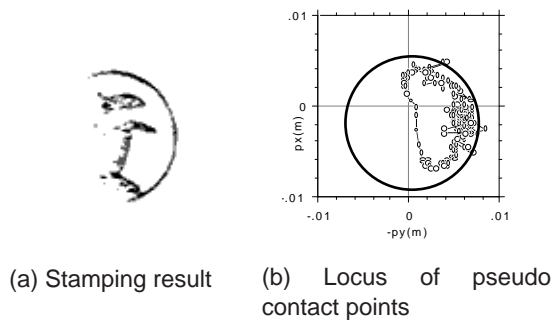 .01
px(m)
0
-.01
-.01 0 .01
-py(m)
(a) Stamping result
(b) Locus of pseudo
contact points